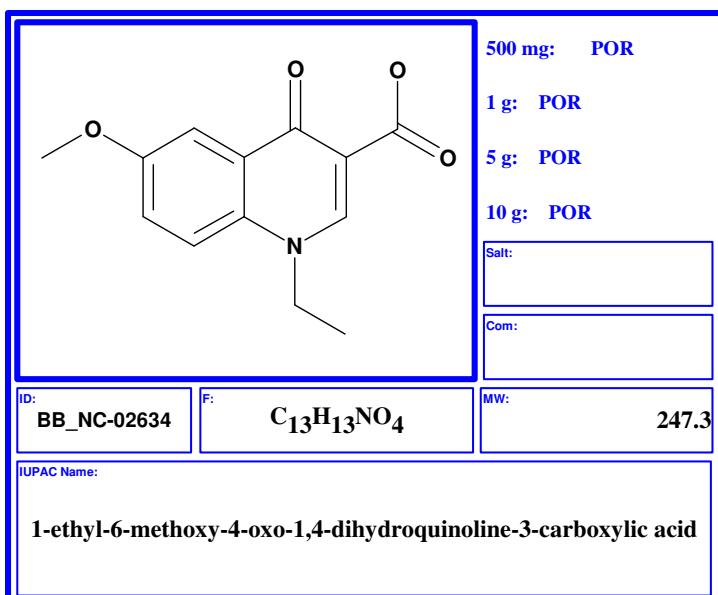 O
O
O
O
N
500 mg: POR
1 g: POR
5 g: POR
10 g: POR
Salt:
Com:
ID:
BB_NC-02634
F:
C13H13NO4
MW:
247.3
IUPAC Name:
1-ethyl-6-methoxy-4-oxo-1,4-dihydroquinoline-3-carboxylic acid